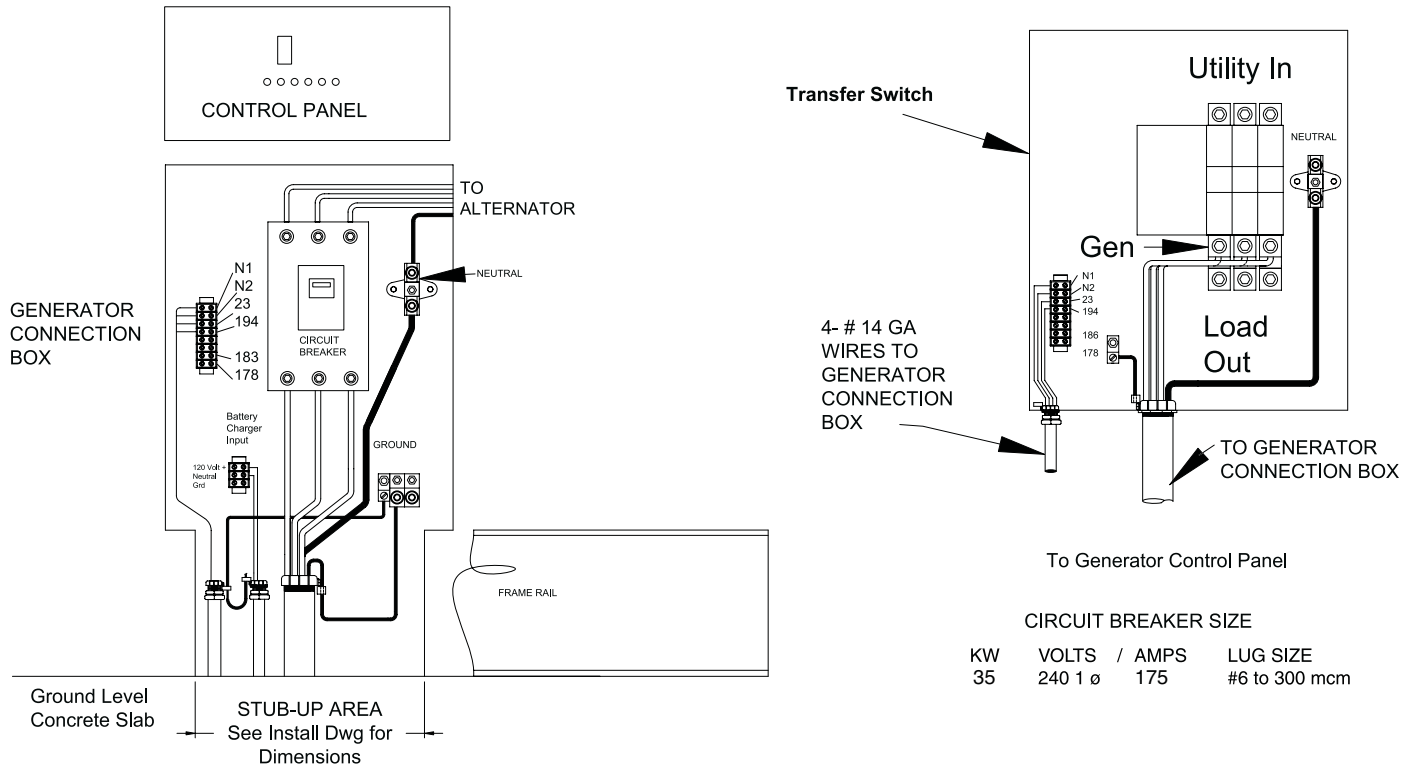 CONTROL PANEL
TO
ALTERNATOR
NEUTRAL
N1
N2
23
194
183
178
GENERATOR
CONNECTION
BOX
CIRCUIT
BREAKER
Battery
Charger
Input
120 Volt +
Neutral
Grd
GROUND
FRAME RAIL
Ground Level
Concrete Slab
STUB-UP AREA
See Install Dwg for
Dimensions
Transfer Switch
Utility In
NEUTRAL
Gen
N1
N2
23
194
186
178
Load
Out
4- # 14 GA
WIRES TO
GENERATOR
CONNECTION
BOX
TO GENERATOR
CONNECTION BOX
To Generator Control Panel
CIRCUIT BREAKER SIZE
KW VOLTS / AMPS LUG SIZE
35 240 1 ø 175 #6 to 300 mcm